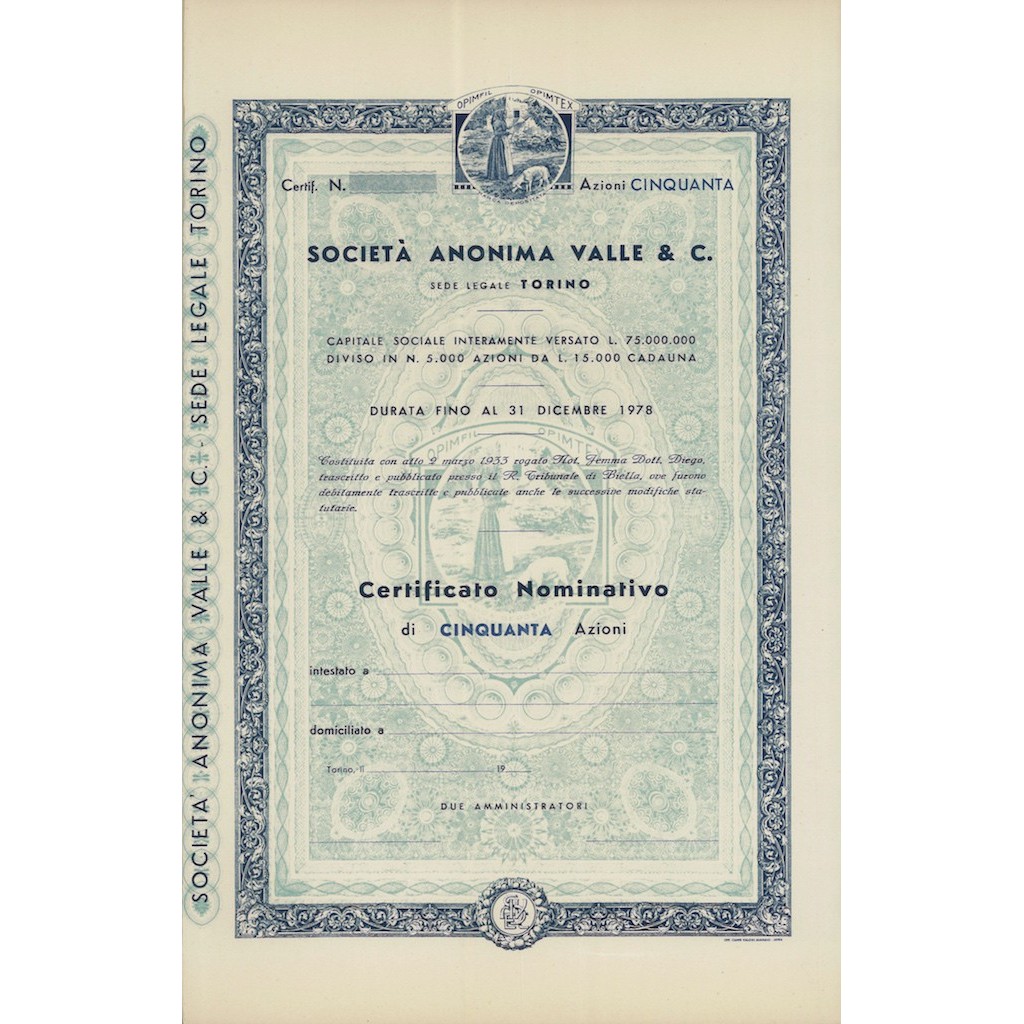 OPIMFIL OPIMTEX
Certif. N.
Azioni CINQUANTA
SOCIETÀ ANONIMA VALLE & C.
SEDE LEGALE TORINO
CAPITALE SOCIALE INTERAMENTE VERSATO L. 75.000.000
DIVISO IN N. 5.000 AZIONI DA L. 15.000 CADAUNA
DURATA FINO AL 31 DICEMBRE 1978
OPIMFIL OPIMTEX
Costituita con atto 2 marzo 1933 rogato Not. Jemma Dott. Diego,
trascritto e pubblicato presso il R. Tribunale di Biella, ove furono
debitamente trascritte e pubblicate anche le successive modifiche sta-
tutarie.
Certificato Nominativo
di CINQUANTA Azioni
intestato a
domiciliato a
Torino, li 19
DUE AMMINISTRATORI
SOCIETA' ANONIMA VALLE & C. - SEDE LEGALE TORINO